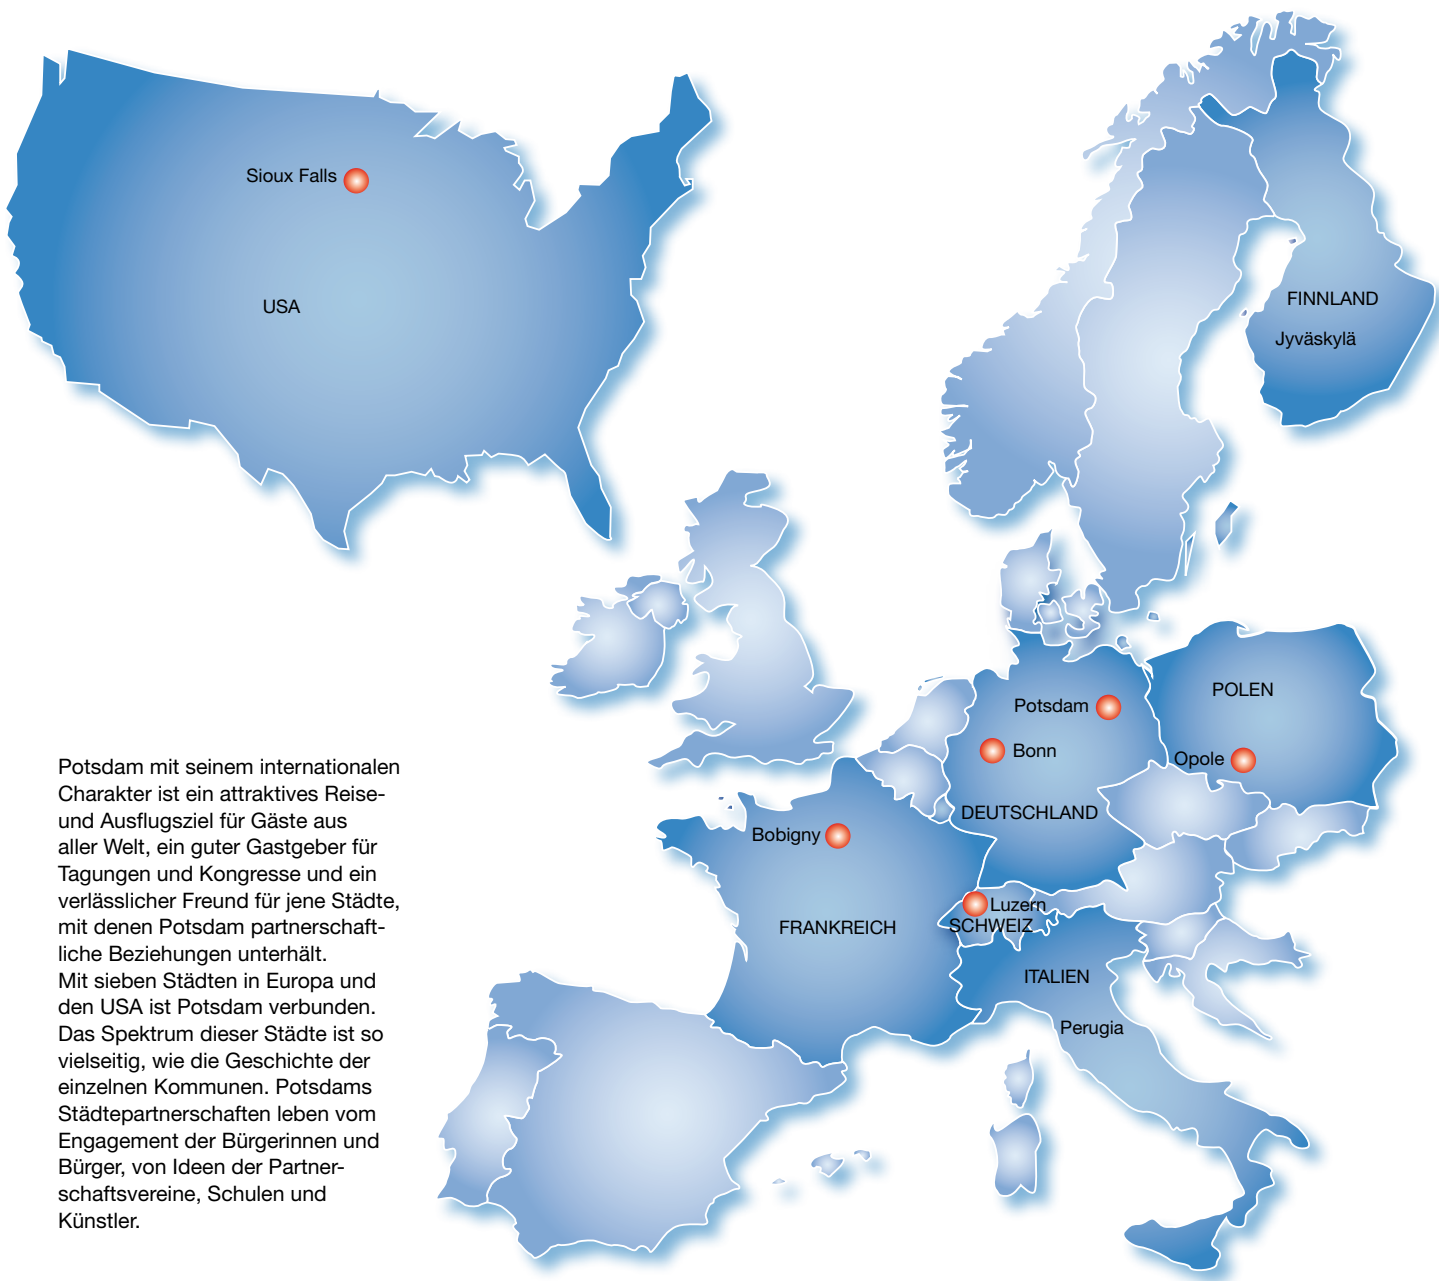 Sioux Falls
USA
FINNLAND
Jyväskylä
POLEN
Potsdam
Bonn
Opole
DEUTSCHLAND
Bobigny
Luzern
SCHWEIZ
FRANKREICH
ITALIEN
Perugia
Potsdam mit seinem internationalen
Charakter ist ein attraktives Reise-
und Ausflugsziel für Gäste aus
aller Welt, ein guter Gastgeber für
Tagungen und Kongresse und ein
verlässlicher Freund für jene Städte,
mit denen Potsdam partnerschaft-
liche Beziehungen unterhält.
Mit sieben Städten in Europa und
den USA ist Potsdam verbunden.
Das Spektrum dieser Städte ist so
vielseitig, wie die Geschichte der
einzelnen Kommunen. Potsdams
Städtepartnerschaften leben vom
Engagement der Bürgerinnen und
Bürger, von Ideen der Partner-
schaftsvereine, Schulen und
Künstler.